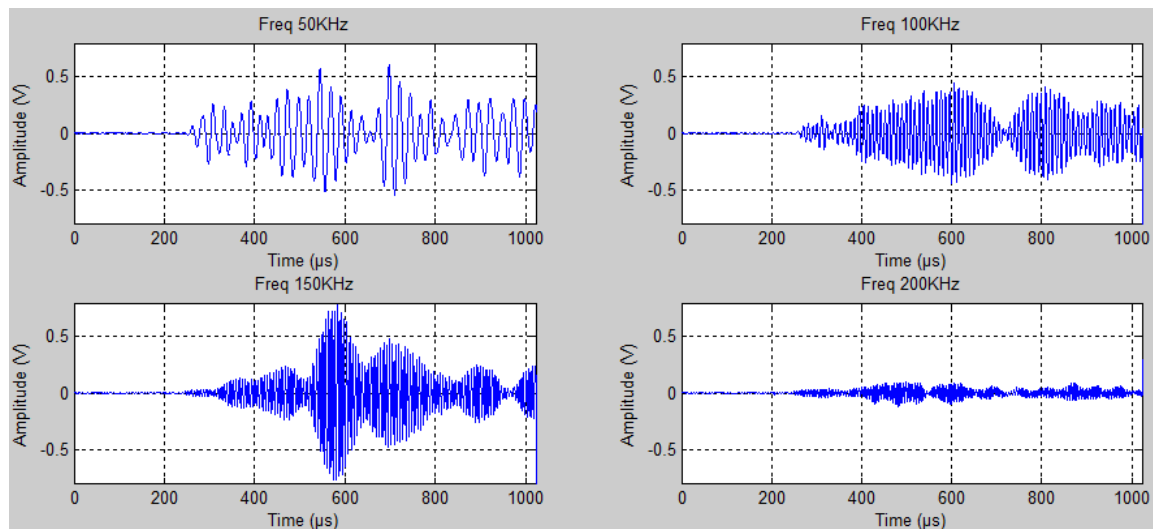 Freq 50KHz
Amplitude (V)
0.5
0
-0.5
0 200 400 600 800 1000
Time (µs)
Freq 100KHz
Amplitude (V)
0.5
0
-0.5
0 200 400 600 800 1000
Time (µs)
Freq 150KHz
Amplitude (V)
0.5
0
-0.5
0 200 400 600 800 1000
Time (µs)
Freq 200KHz
Amplitude (V)
0.5
0
-0.5
0 200 400 600 800 1000
Time (µs)